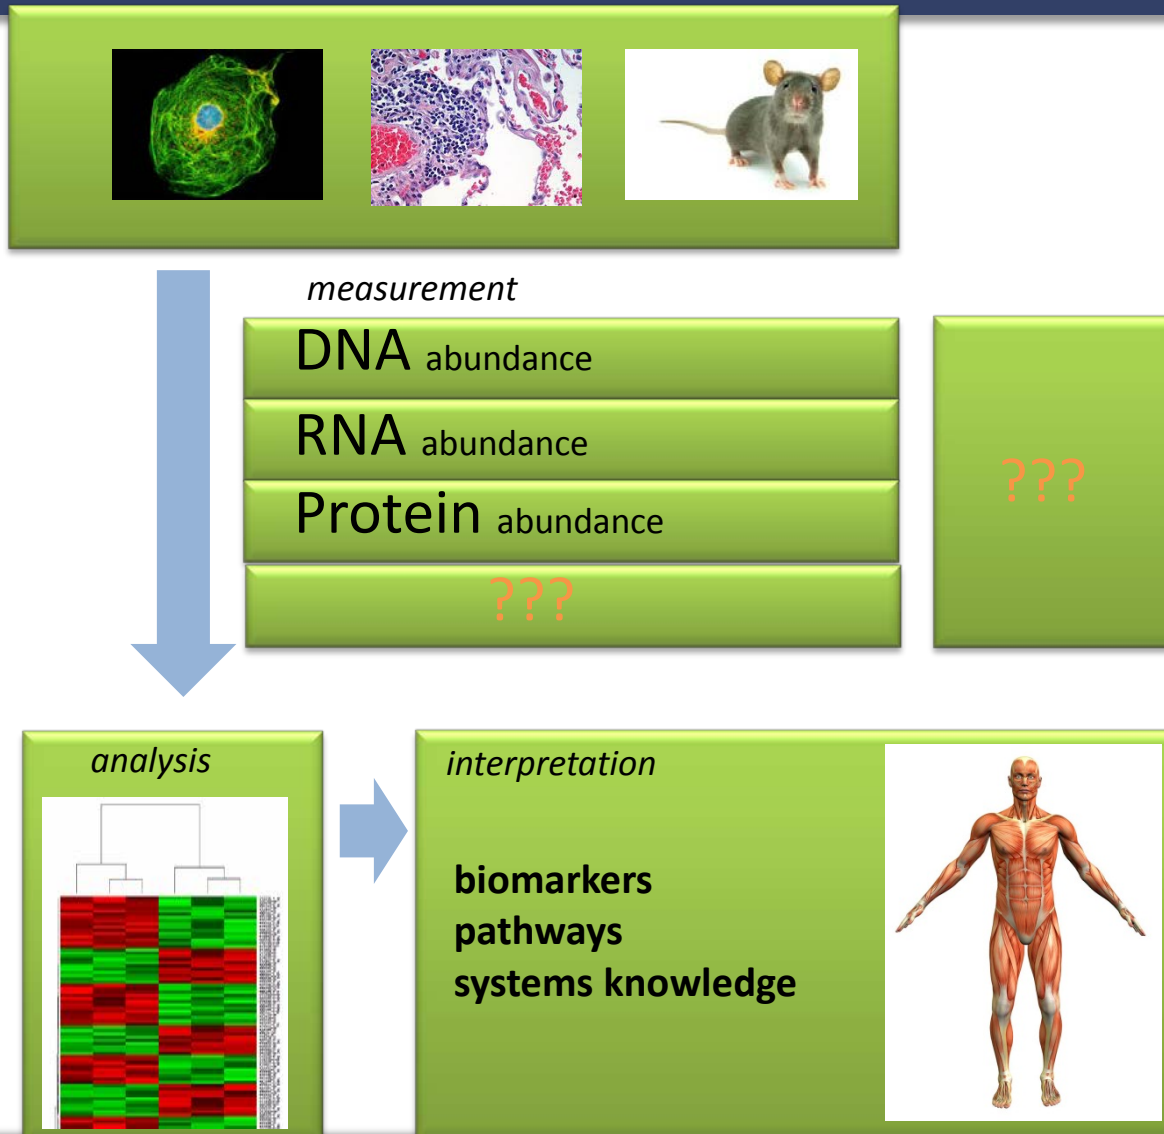 measurement
DNA abundance
RNA abundance
Protein abundance
???
???
analysis
interpretation
biomarkers
pathways
systems knowledge